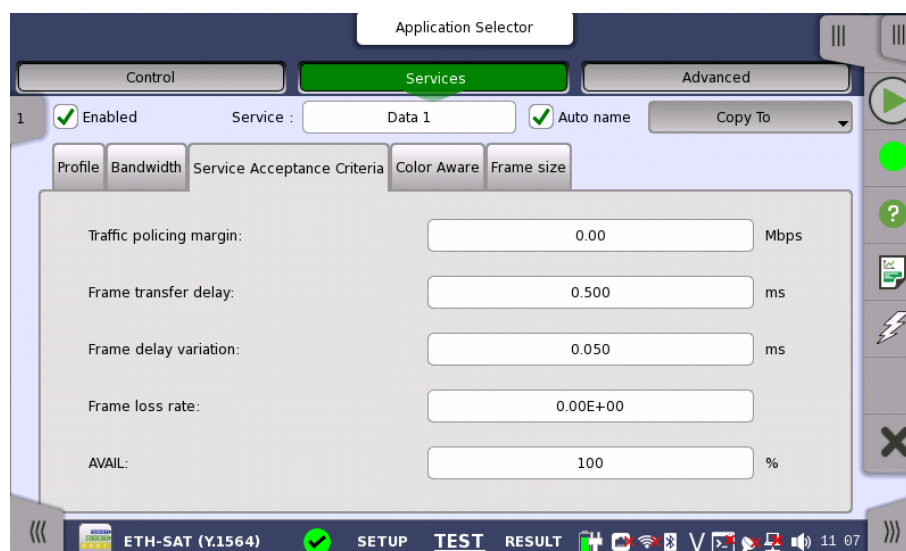 Application Selector
Control Services Advanced
1 Enabled Service : Data 1 Auto name Copy To
Profile Bandwidth Service Acceptance Criteria Color Aware Frame size
Traffic policing margin: 0.00 Mbps
Frame transfer delay: 0.500 ms
Frame delay variation: 0.050 ms
Frame loss rate: 0.00E+00
AVAIL: 100 %
ETH-SAT (Y.1564) SETUP TEST RESULT V 11 07